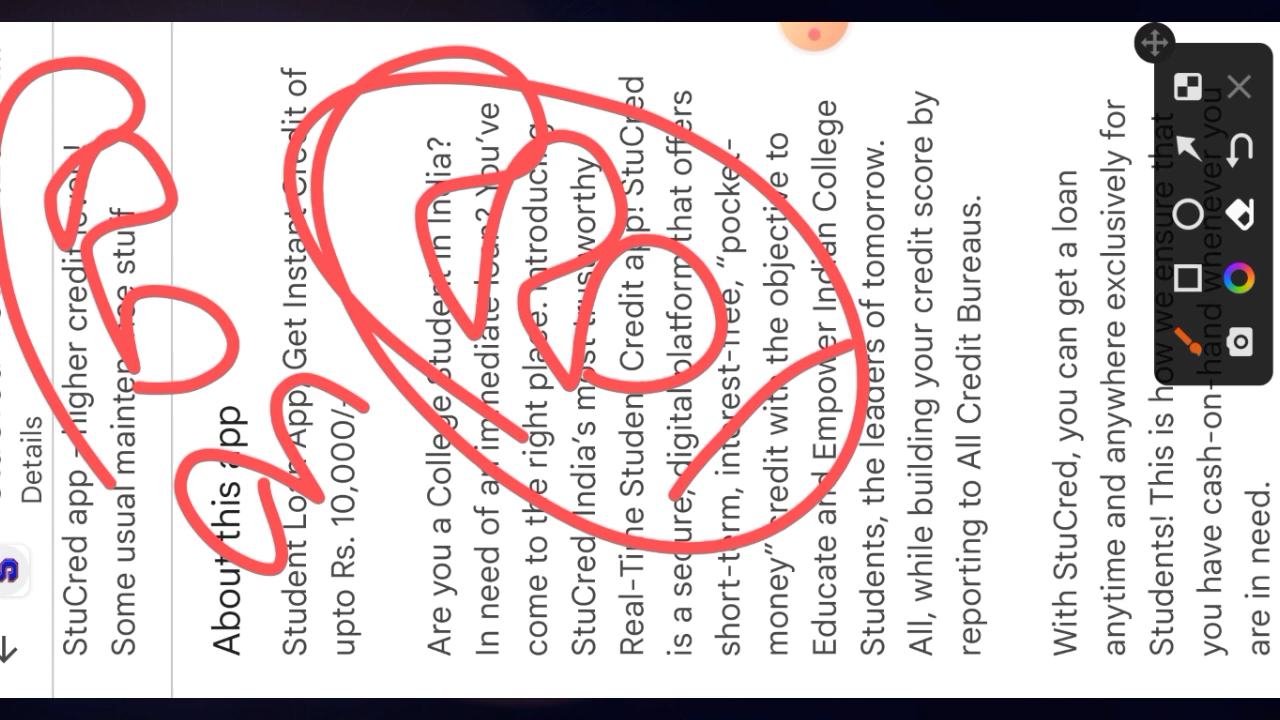 Details
StuCred app - higher credit
Some usual maintenance stuf
About this app
Student Loan App, Get Instant Credit of
upto Rs. 10,000/-
Are you a College Student in India?
In need of an immediate loan? You've
come to the right place. Introducing
StuCred, India's most trustworthy
Real-Time Student Credit app! StuCred
is a secure, digital platform that offers
short-term, interest-free, "pocket-
money" credit with the objective to
Educate and Empower Indian College
Students, the leaders of tomorrow.
All, while building your credit score by
reporting to All Credit Bureaus.
With StuCred, you can get a loan
anytime and anywhere exclusively for
Students! This is how we ensure that
you have cash-on-hand whenever you
are in need.